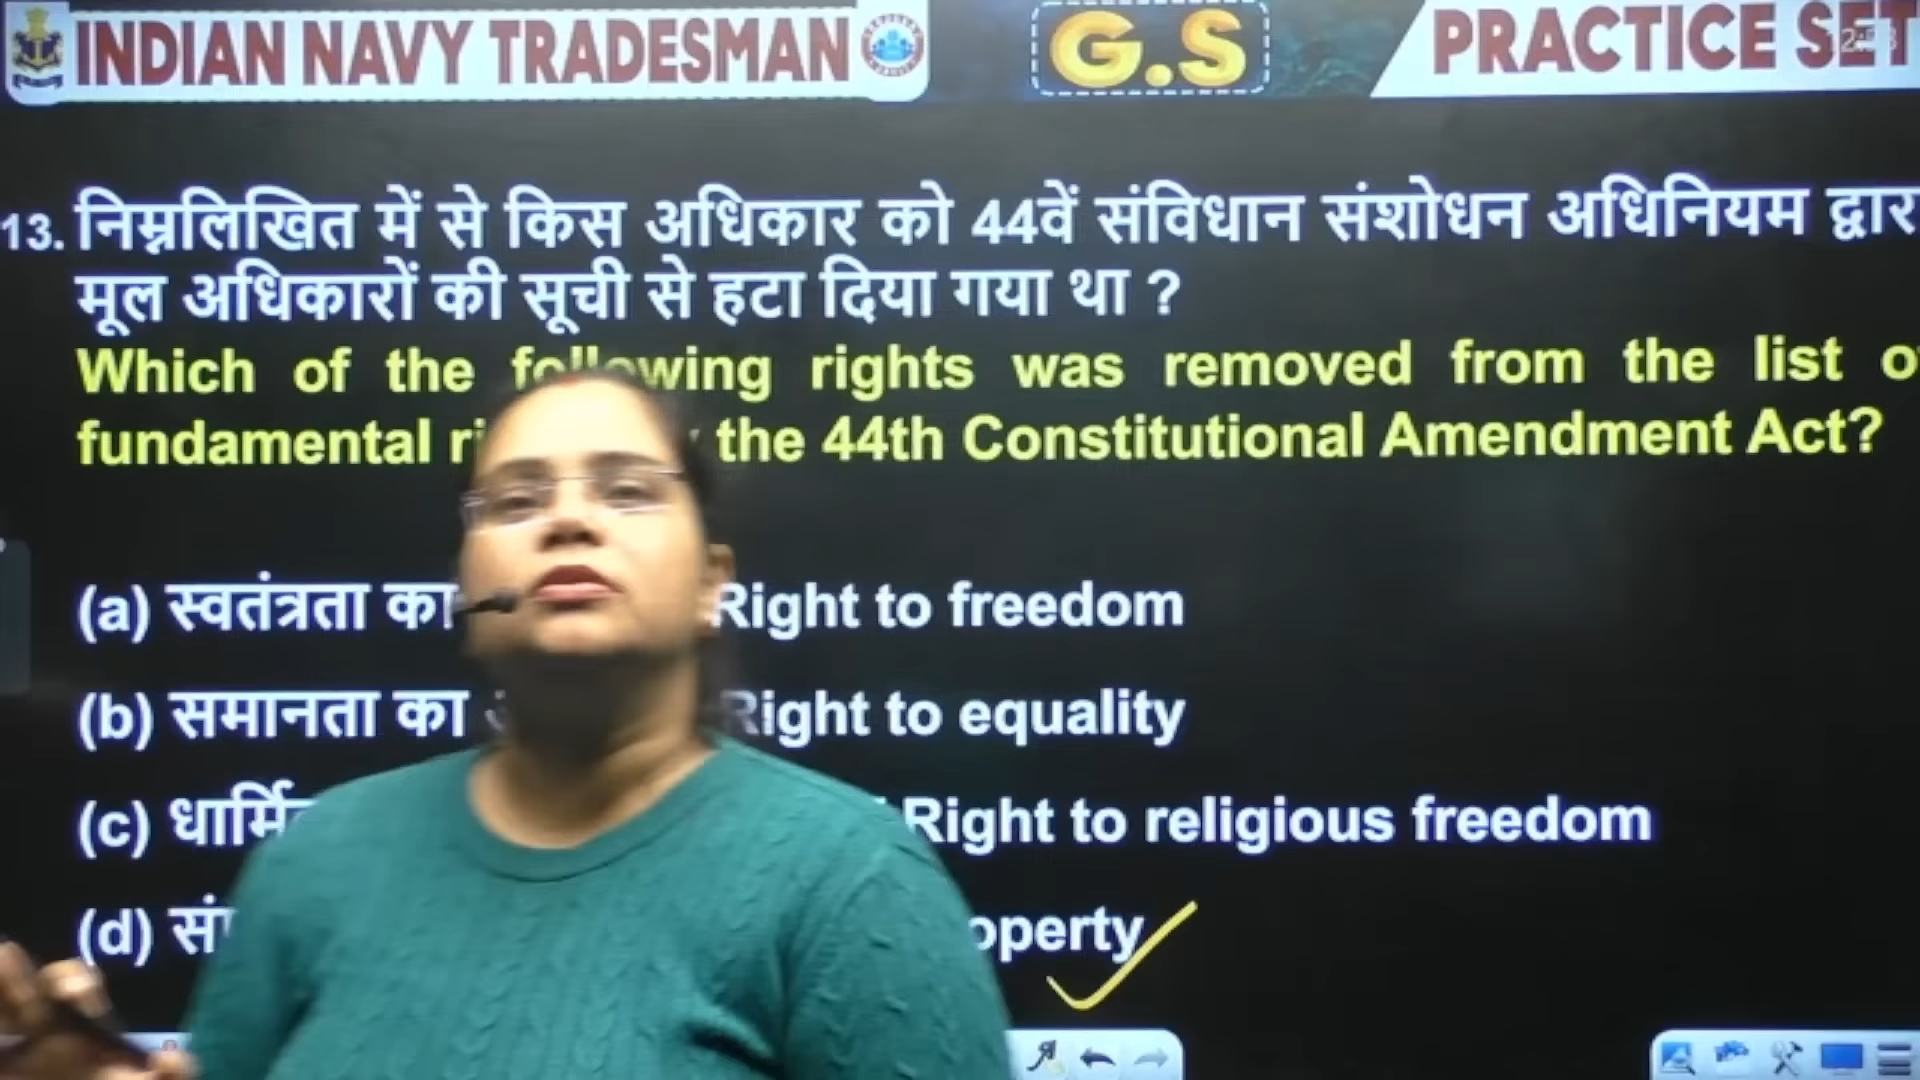 INDIAN NAVY TRADESMAN
G.S
PRACTICE SET
13. निम्नलिखित में से किस अधिकार को 44वें संविधान संशोधन अधिनियम द्वार
मूल अधिकारों की सूची से हटा दिया गया था ?
Which of the following rights was removed from the list
fundamental the 44th Constitutional Amendment Act?
(a) स्वतंत्रता का Right to freedom
(b) समानता का Right to equality
(c) Right to religious freedom
(d)